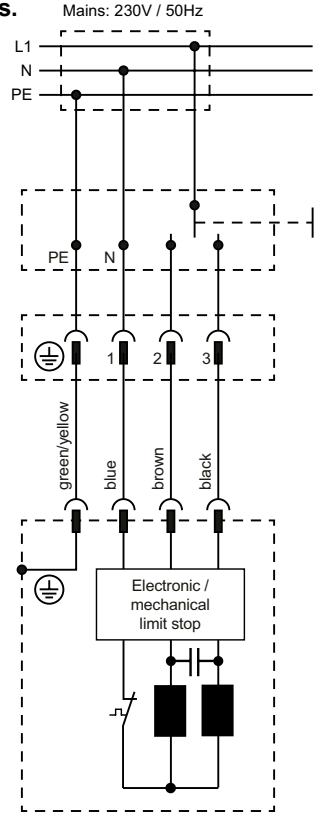 s.
Mains: 230V / 50Hz
L1
N
PE
PE
N
1
2
3
green/yellow
blue
brown
black
Electronic /
mechanical
limit stop